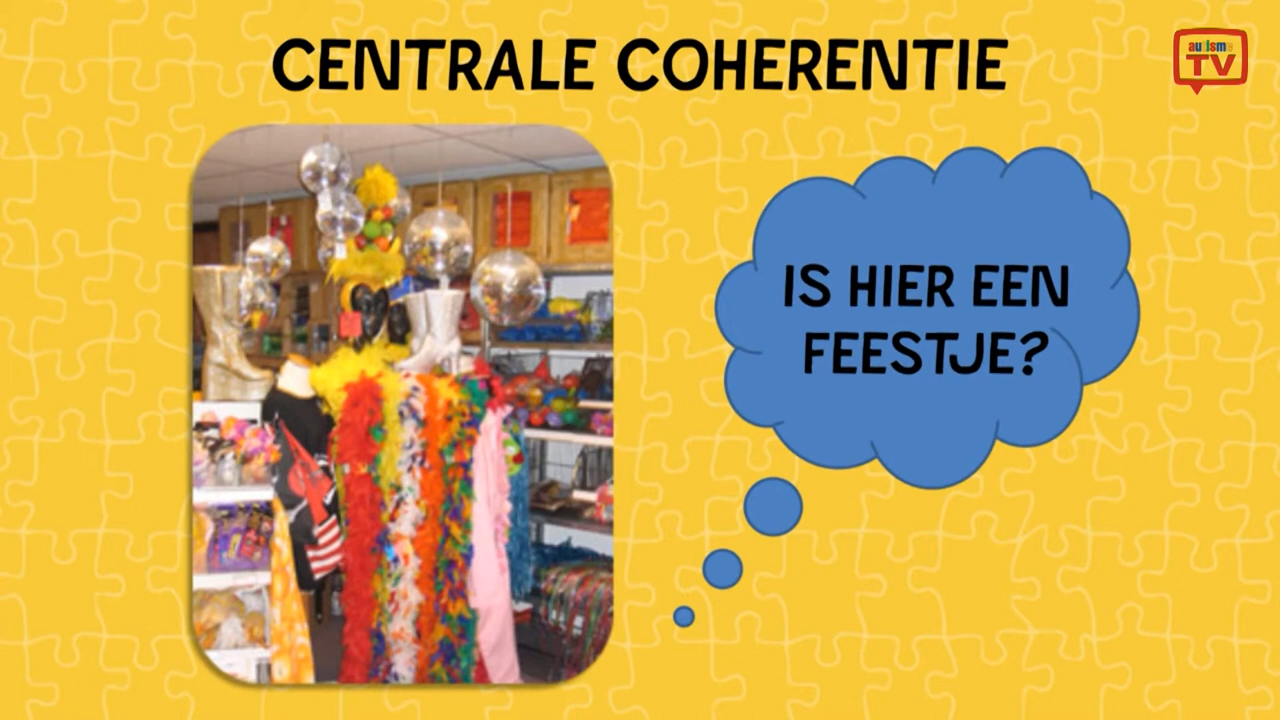 CENTRALE COHERENTIE
autisme
TV
IS HIER EEN
FEESTJE?